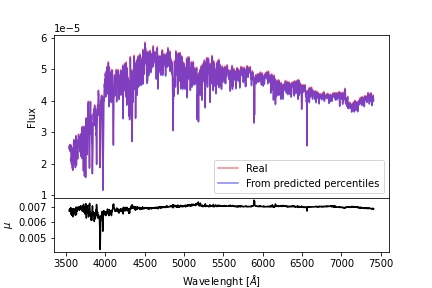 1e−5
6
5
4
3
2
1
Flux
Real
From predicted percentiles
0.007
0.006
0.005
μ
3500 4000 4500 5000 5500 6000 6500 7000 7500
Wavelenght [Å]